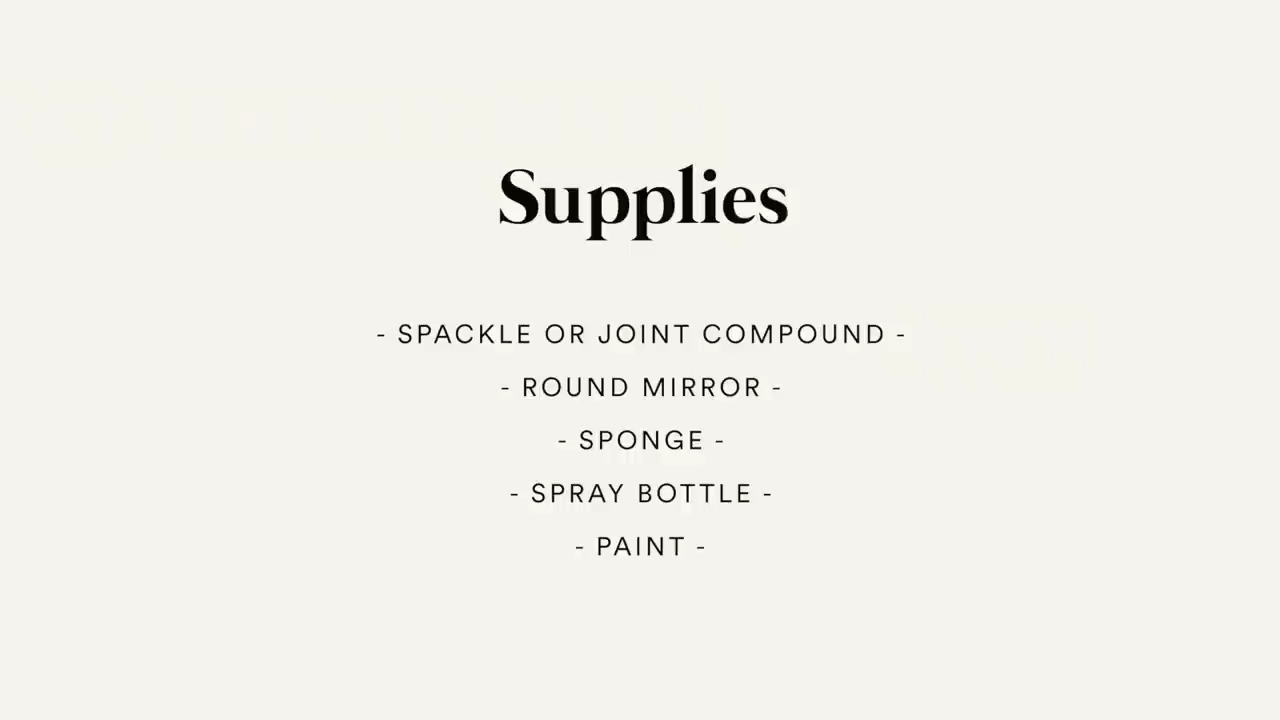 Supplies
- SPACKLE OR JOINT COMPOUND -
- ROUND MIRROR -
- SPONGE -
- SPRAY BOTTLE -
- PAINT -